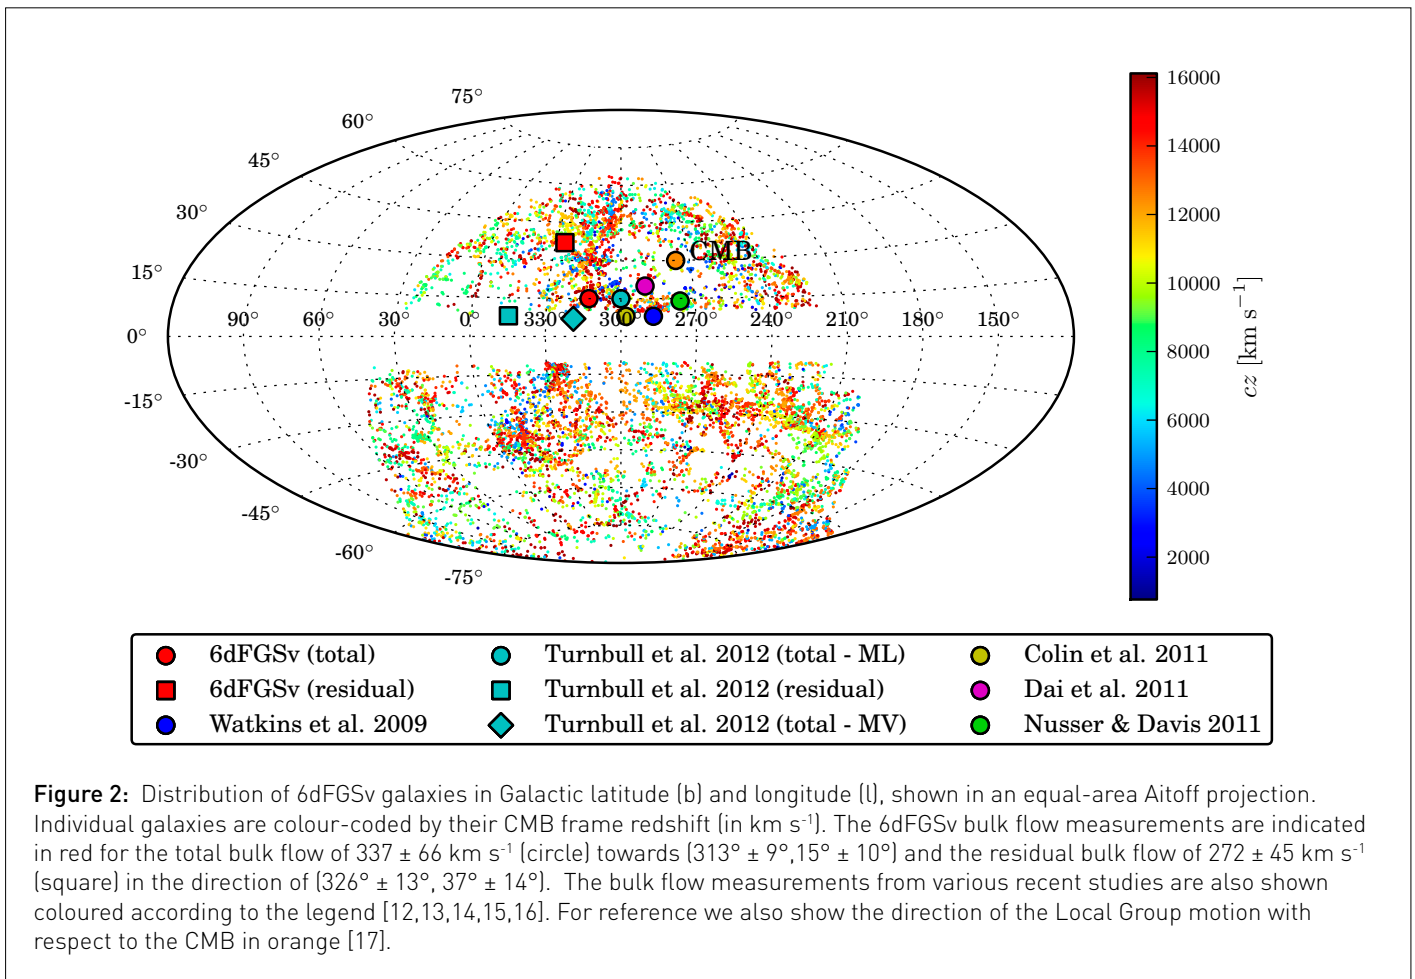 75°
60°
45°
30°
15°
0°
-15°
-30°
-45°
-60°
-75°
90° 60° 30° 0° 330° 300° 270° 240° 210° 180° 150°
CMB
16000
14000
12000
10000
8000
6000
4000
2000
cz [km s⁻¹]
6dFGSv (total)
6dFGSv (residual)
Watkins et al. 2009
Turnbull et al. 2012 (total - ML)
Turnbull et al. 2012 (residual)
Turnbull et al. 2012 (total - MV)
Colin et al. 2011
Dai et al. 2011
Nusser & Davis 2011
Figure 2: Distribution of 6dFGSv galaxies in Galactic latitude (b) and longitude (l), shown in an equal-area Aitoff projection.
Individual galaxies are colour-coded by their CMB frame redshift (in km s⁻¹). The 6dFGSv bulk flow measurements are indicated
in red for the total bulk flow of 337 ± 66 km s⁻¹ (circle) towards (313° ± 9°,15° ± 10°) and the residual bulk flow of 272 ± 45 km s⁻¹
(square) in the direction of (326° ± 13°, 37° ± 14°). The bulk flow measurements from various recent studies are also shown
coloured according to the legend [12,13,14,15,16]. For reference we also show the direction of the Local Group motion with
respect to the CMB in orange [17].